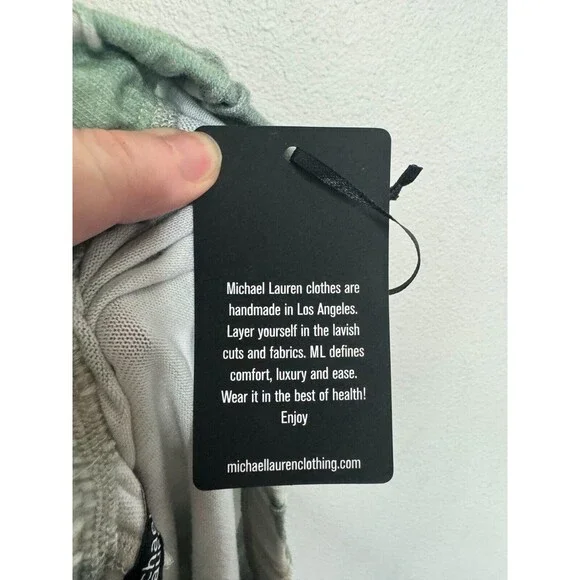 Michael Lauren clothes are
handmade in Los Angeles.
Layer yourself in the lavish
cuts and fabrics. ML defines
comfort, luxury and ease.
Wear it in the best of health!
Enjoy
michaellaurenclothing.com